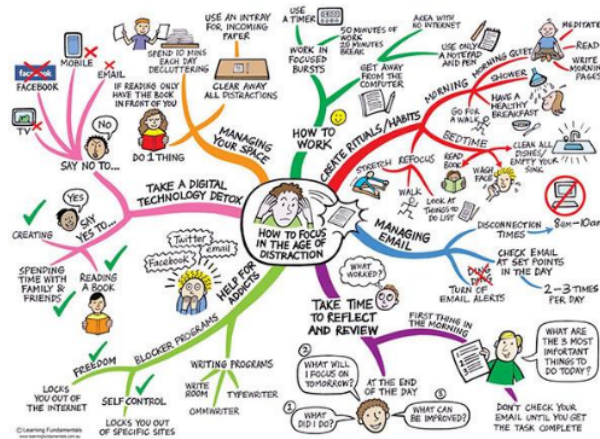 HOW TO FOCUS
IN THE AGE OF
DISTRACTION
HOW TO
WORK
WORK IN
FOCUSED
BURSTS
USE
A TIMER
50 MINUTES OF
WORK
10 MINUTES
BREAK
GET AWAY
FROM THE
COMPUTER
AREA WITH
NO INTERNET
USE ONLY
A NOTEPAD
AND PEN
CREATE RITUALS/HABITS
MORNING
MORNING QUIET
MEDITATE
READ
WRITE
MORNING
PAGES
SHOWER
HAVE A
HEALTHY
BREAKFAST
GO FOR
A WALK
BEDTIME
READ
BOOK
WASH
FACE
CLEAN ALL
DISHES/
EMPTY YOUR
SINK
REFOCUS
STRETCH
WALK
LOOK AT
THINGS TO
DO LIST
MANAGING
EMAIL
DISCONNECTION
TIMES
8am-10am
CHECK EMAIL
AT SET POINTS
IN THE DAY
2-3 TIMES
PER DAY
DING
DING
TURN OF
EMAIL ALERTS
TAKE TIME
TO REFLECT
AND REVIEW
WHAT
WORKED?
FIRST THING IN
THE MORNING
WHAT ARE
THE 3 MOST
IMPORTANT
THINGS TO
DO TODAY?
DON'T CHECK YOUR
EMAIL UNTIL YOU GET
THE TASK COMPLETE
AT THE END
OF THE DAY
1
WHAT
DID I DO?
2
WHAT WILL
I FOCUS ON
TOMORROW?
3
WHAT CAN
BE IMPROVED?
HELP FOR
ADDICTS
Twitter
email
Facebook
BLOCKER PROGRAMS
FREEDOM
LOCKS
YOU OUT OF
THE INTERNET
SELF CONTROL
LOCKS YOU OUT
OF SPECIFIC SITES
WRITING PROGRAMS
WRITE
ROOM
OMMWRITER
TYPEWRITER
TAKE A DIGITAL
TECHNOLOGY DETOX
SAY NO TO...
NO
TV
facebook
FACEBOOK
MOBILE
EMAIL
SAY
YES TO...
YES
CREATING
SPENDING
TIME WITH
FAMILY &
FRIENDS
READING
A BOOK
MANAGING
YOUR SPACE
USE AN INTRAY
FOR INCOMING
PAPER
SPEND 10 MINS
EACH DAY
DECLUTTERING
CLEAR AWAY
ALL DISTRACTIONS
IF READING ONLY
HAVE THE BOOK
IN FRONT OF YOU
DO 1 THING
© Learning Fundamentals
www.learningfundamentals.com.au